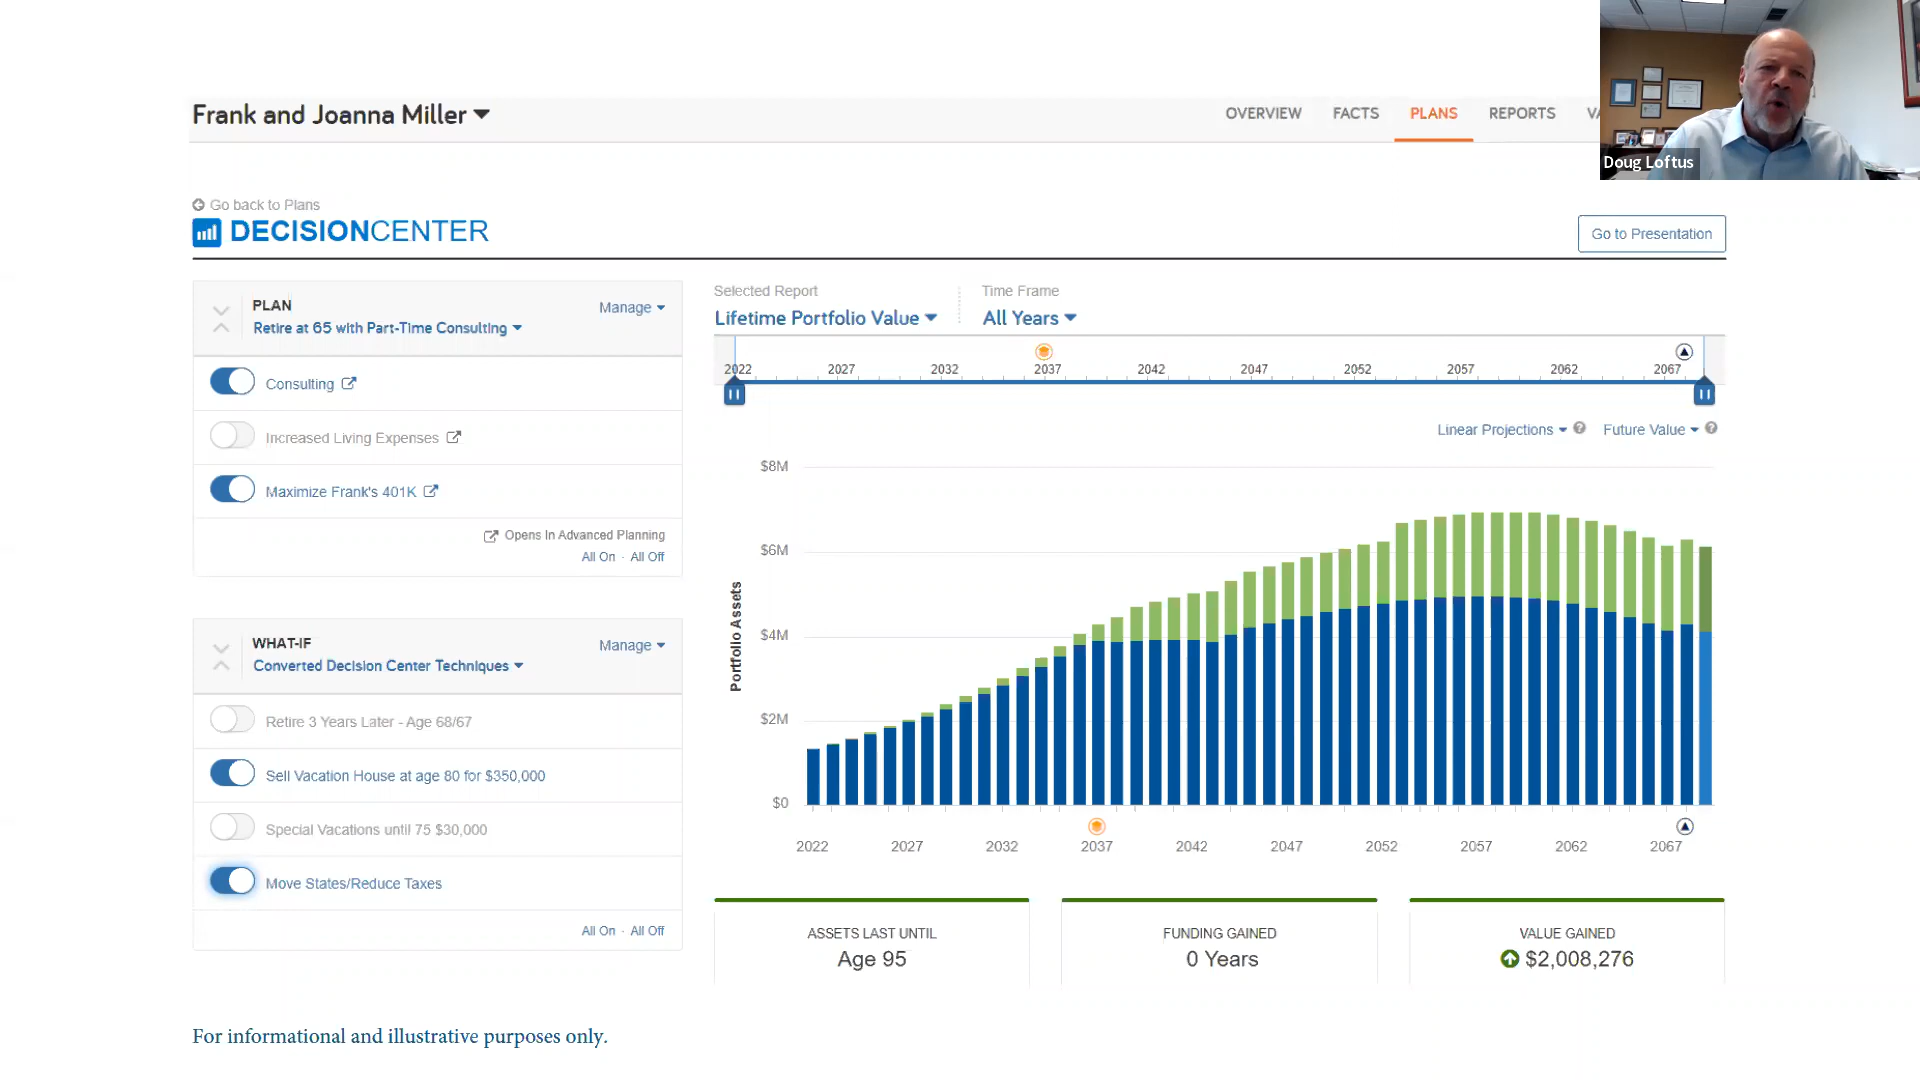 Frank and Joanna Miller
OVERVIEW FACTS PLANS REPORTS
Doug Loftus
Go back to Plans
DECISIONCENTER
Go to Presentation
PLAN
Retire at 65 with Part-Time Consulting
Manage
Consulting
Increased Living Expenses
Maximize Frank's 401K
Opens In Advanced Planning
All On · All Off
WHAT-IF
Converted Decision Center Techniques
Manage
Retire 3 Years Later - Age 68/67
Sell Vacation House at age 80 for $350,000
Special Vacations until 75 $30,000
Move States/Reduce Taxes
All On · All Off
Selected Report
Lifetime Portfolio Value
Time Frame
All Years
2022 2027 2032 2037 2042 2047 2052 2057 2062 2067
Linear Projections ? Future Value ?
Portfolio Assets
$8M
$6M
$4M
$2M
$0
2022 2027 2032 2037 2042 2047 2052 2057 2062 2067
ASSETS LAST UNTIL
Age 95
FUNDING GAINED
0 Years
VALUE GAINED
$2,008,276
For informational and illustrative purposes only.